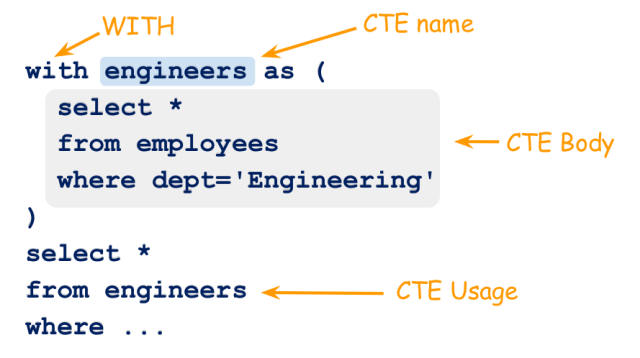 WITH
CTE name
with engineers as (
select *
from employees
where dept='Engineering'
CTE Body
)
select *
from engineers
CTE Usage
where ...